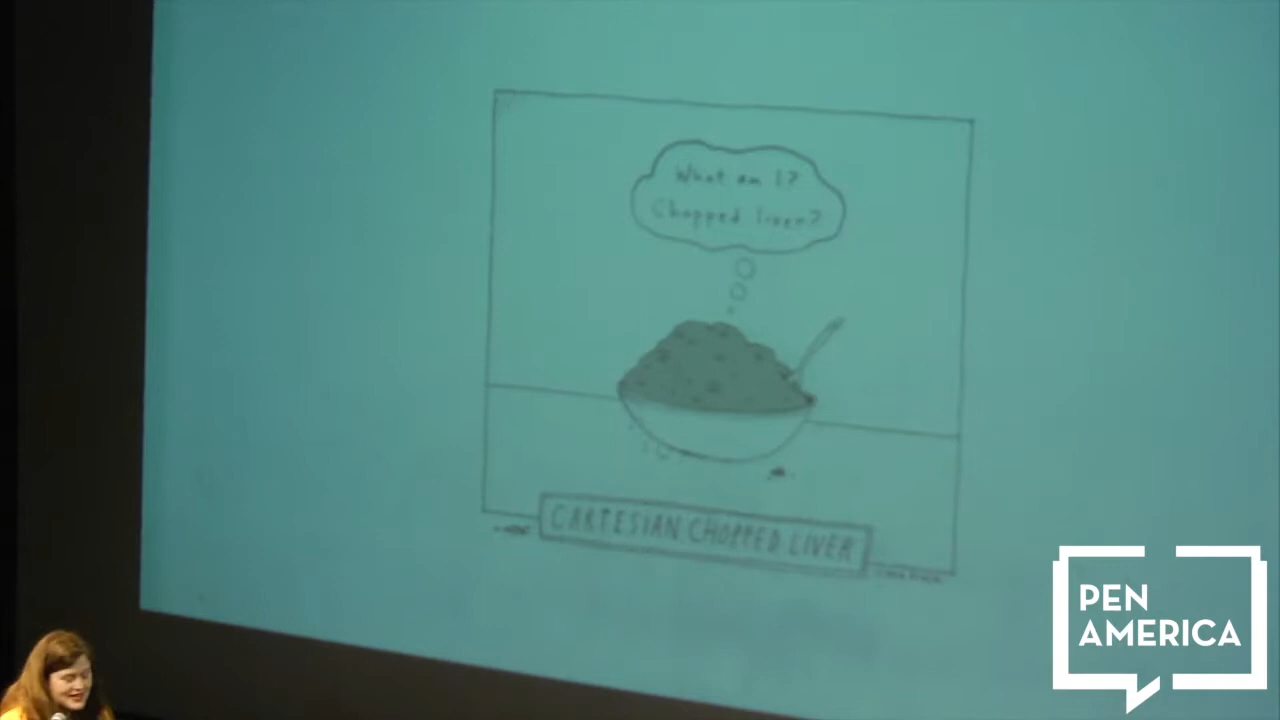 What am I?
Chopped liver?
CARTESIAN CHOPPED LIVER
PEN
AMERICA